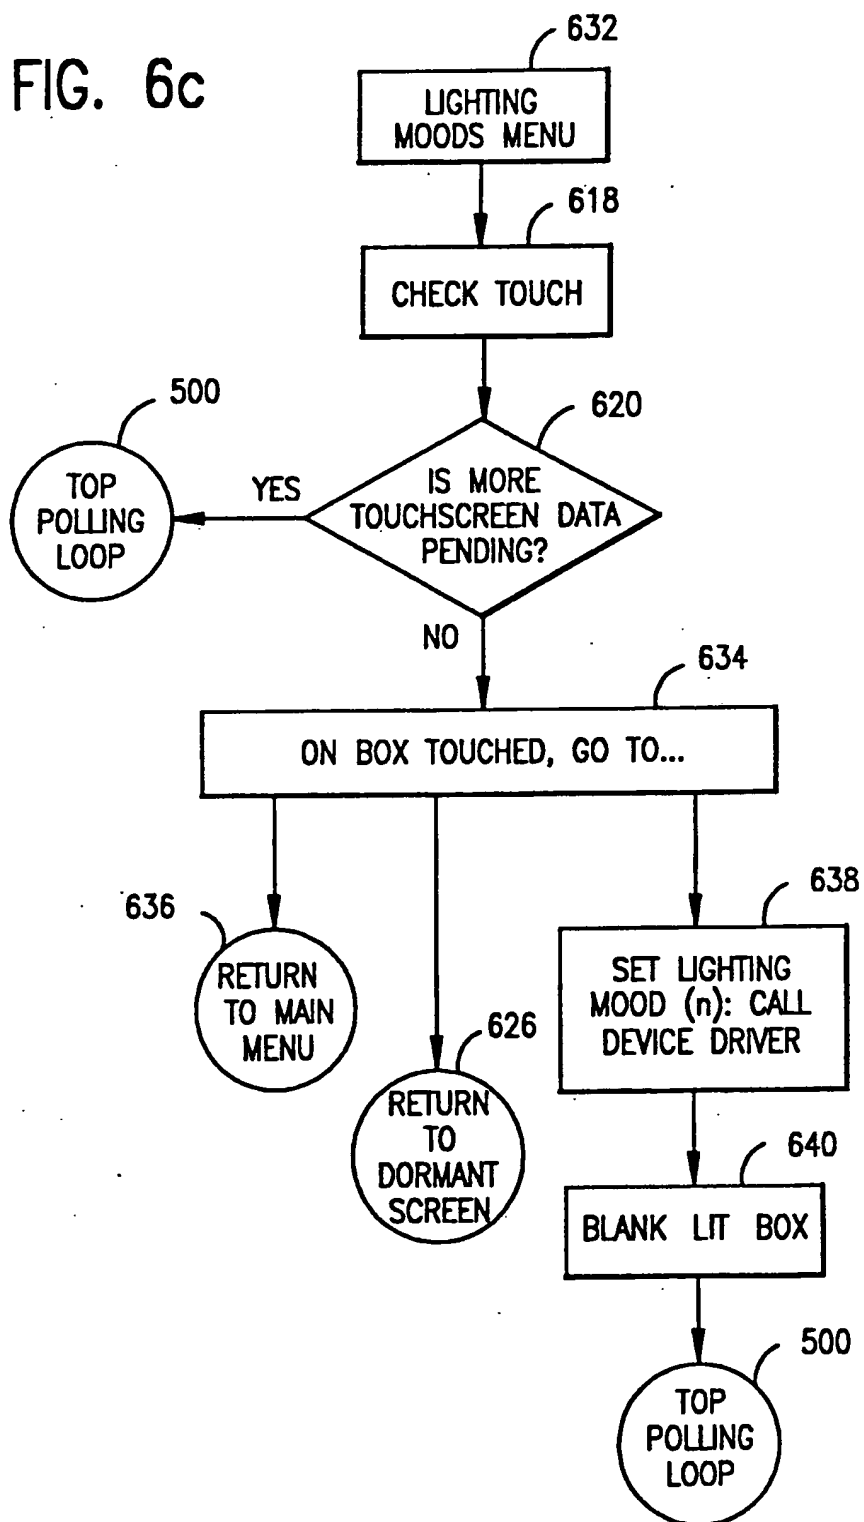 FIG. 6c
632
LIGHTING
MOODS MENU
618
CHECK TOUCH
620
IS MORE
TOUCHSCREEN DATA
PENDING?
YES
500
TOP
POLLING
LOOP
NO
634
ON BOX TOUCHED, GO TO...
636
RETURN
TO MAIN
MENU
626
RETURN
TO
DORMANT
SCREEN
638
SET LIGHTING
MOOD (n): CALL
DEVICE DRIVER
640
BLANK LIT BOX
500
TOP
POLLING
LOOP